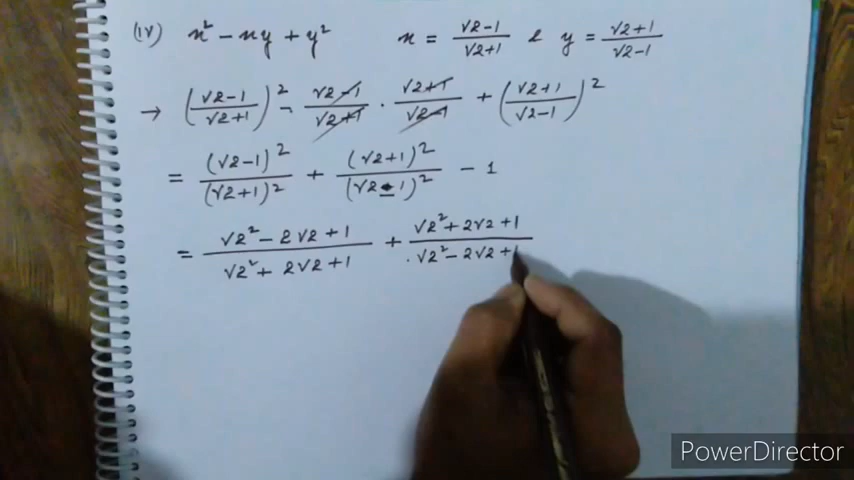 (iv) x² - xy + y² x = √2-1/√2+1 & y = √2+1/√2-1
→ (√2-1/√2+1)² - √2-1/√2+1 · √2+1/√2-1 + (√2+1/√2-1)²
= (√2-1)²/(√2+1)² + (√2+1)²/(√2-1)² - 1
= √2² - 2√2 + 1/√2² + 2√2 + 1 + √2² + 2√2 + 1/√2² - 2√2 + 1
PowerDirector